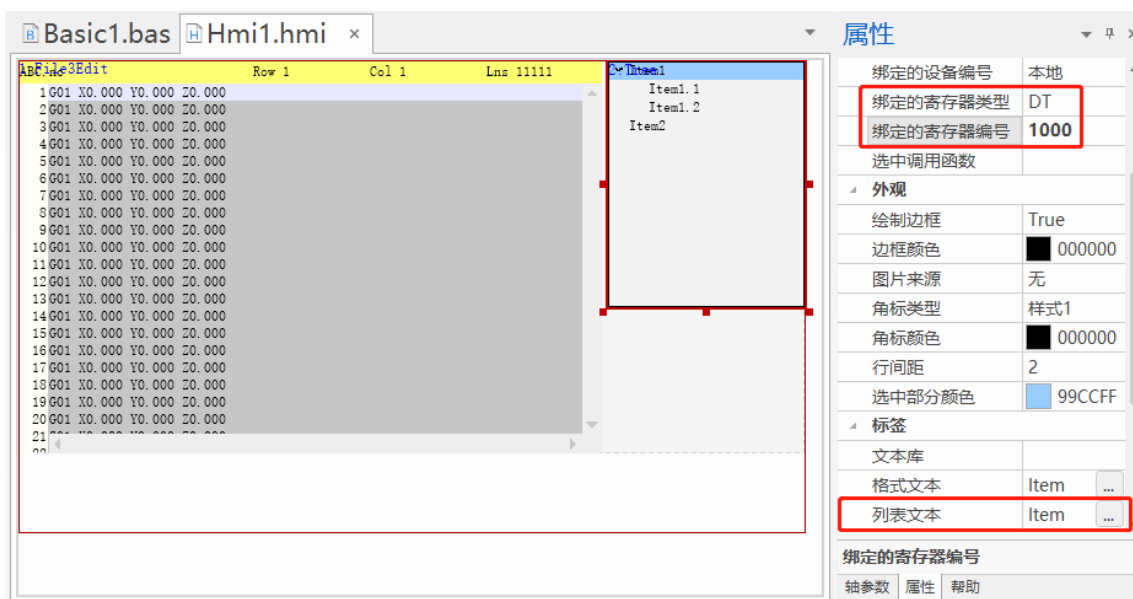 Basic1.bas Hmi1.hmi
1.File3Edit
Row 1 Col 1 Lns 11111
1 G01 X0.000 Y0.000 Z0.000
2 G01 X0.000 Y0.000 Z0.000
3 G01 X0.000 Y0.000 Z0.000
4 G01 X0.000 Y0.000 Z0.000
5 G01 X0.000 Y0.000 Z0.000
6 G01 X0.000 Y0.000 Z0.000
7 G01 X0.000 Y0.000 Z0.000
8 G01 X0.000 Y0.000 Z0.000
9 G01 X0.000 Y0.000 Z0.000
10 G01 X0.000 Y0.000 Z0.000
11 G01 X0.000 Y0.000 Z0.000
12 G01 X0.000 Y0.000 Z0.000
13 G01 X0.000 Y0.000 Z0.000
14 G01 X0.000 Y0.000 Z0.000
15 G01 X0.000 Y0.000 Z0.000
16 G01 X0.000 Y0.000 Z0.000
17 G01 X0.000 Y0.000 Z0.000
18 G01 X0.000 Y0.000 Z0.000
19 G01 X0.000 Y0.000 Z0.000
20 G01 X0.000 Y0.000 Z0.000
21
Item1.1
Item1.2
Item2
属性
绑定的设备编号 本地
绑定的寄存器类型 DT
绑定的寄存器编号 1000
选中调用函数
外观
绘制边框 True
边框颜色 000000
图片来源 无
角标类型 样式1
角标颜色 000000
行间距 2
选中部分颜色 99CCFF
标签
文本库
格式文本 Item ...
列表文本 Item ...
绑定的寄存器编号
轴参数 属性 帮助